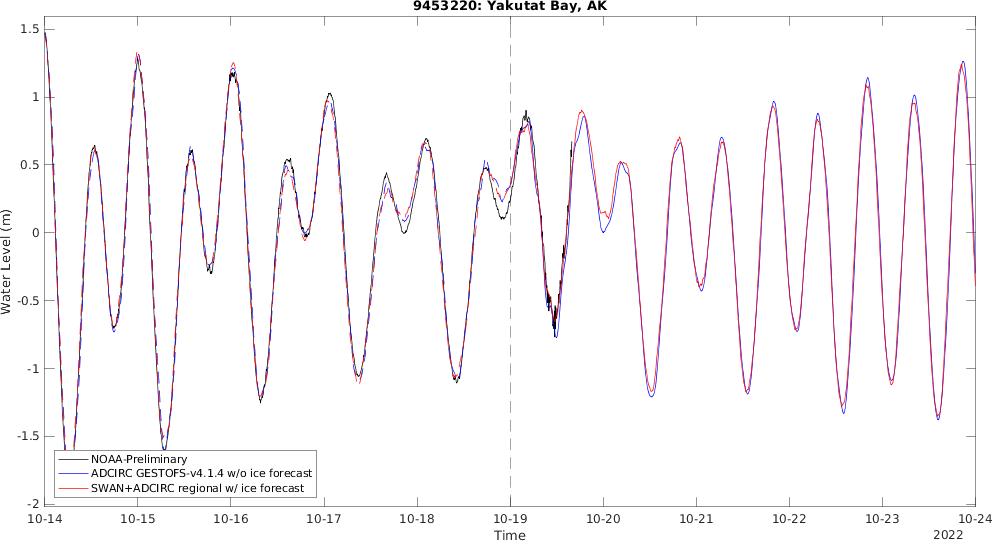 9453220: Yakutat Bay, AK
1.5
1
0.5
0
-0.5
-1
-1.5
-2
Water Level (m)
NOAA-Preliminary
ADCIRC GESTOFS-v4.1.4 w/o ice forecast
SWAN+ADCIRC regional w/ ice forecast
10-14 10-15 10-16 10-17 10-18 10-19 10-20 10-21 10-22 10-23 10-24
Time
2022